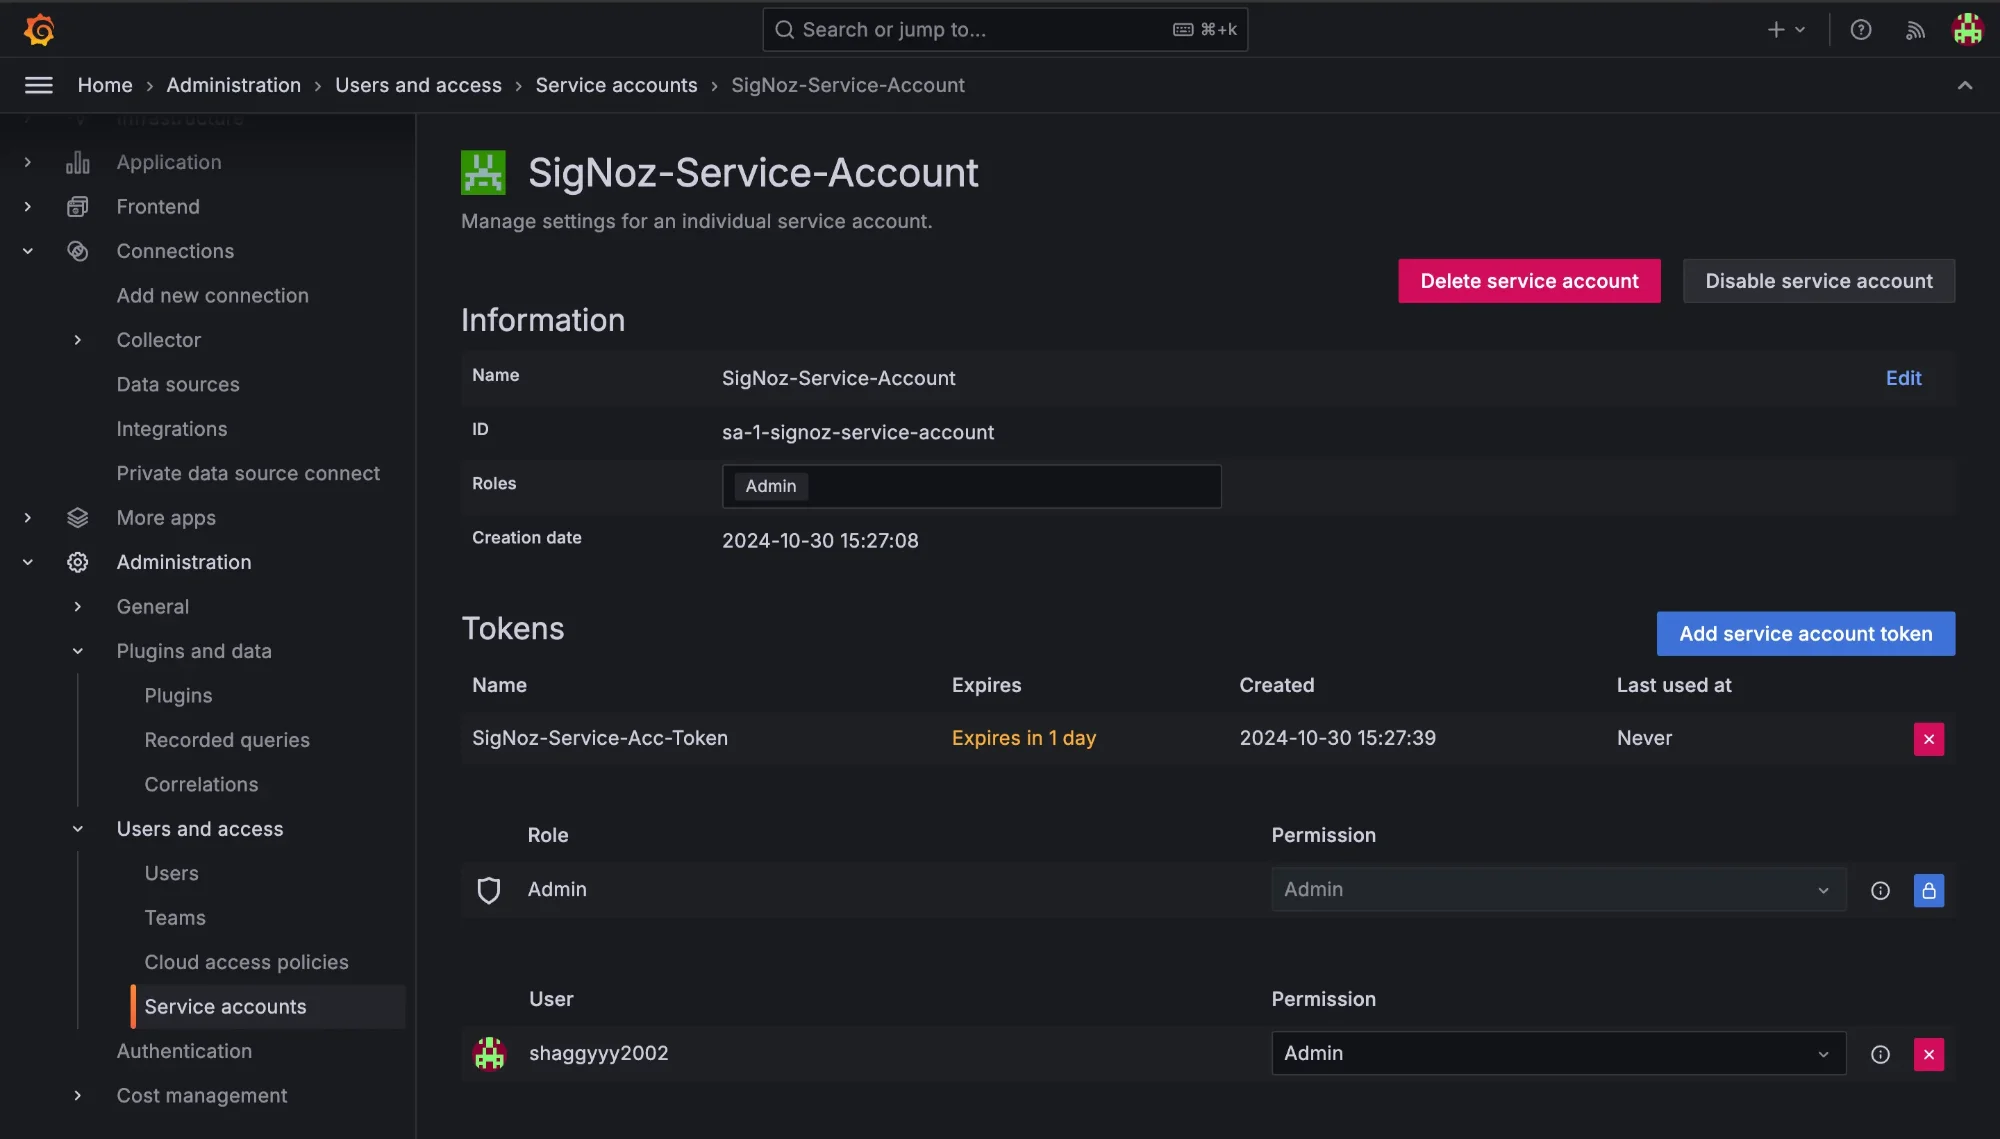 Search or jump to...
⌘+k
Home › Administration › Users and access › Service accounts › SigNoz-Service-Account
Infrastructure
Application
Frontend
Connections
Add new connection
Collector
Data sources
Integrations
Private data source connect
More apps
Administration
General
Plugins and data
Plugins
Recorded queries
Correlations
Users and access
Users
Teams
Cloud access policies
Service accounts
Authentication
Cost management
SigNoz-Service-Account
Manage settings for an individual service account.
Delete service account
Disable service account
Information
Name SigNoz-Service-Account Edit
ID sa-1-signoz-service-account
Roles Admin
Creation date 2024-10-30 15:27:08
Tokens
Add service account token
Name Expires Created Last used at
SigNoz-Service-Acc-Token Expires in 1 day 2024-10-30 15:27:39 Never
Role Permission
Admin Admin
User Permission
shaggyyy2002 Admin